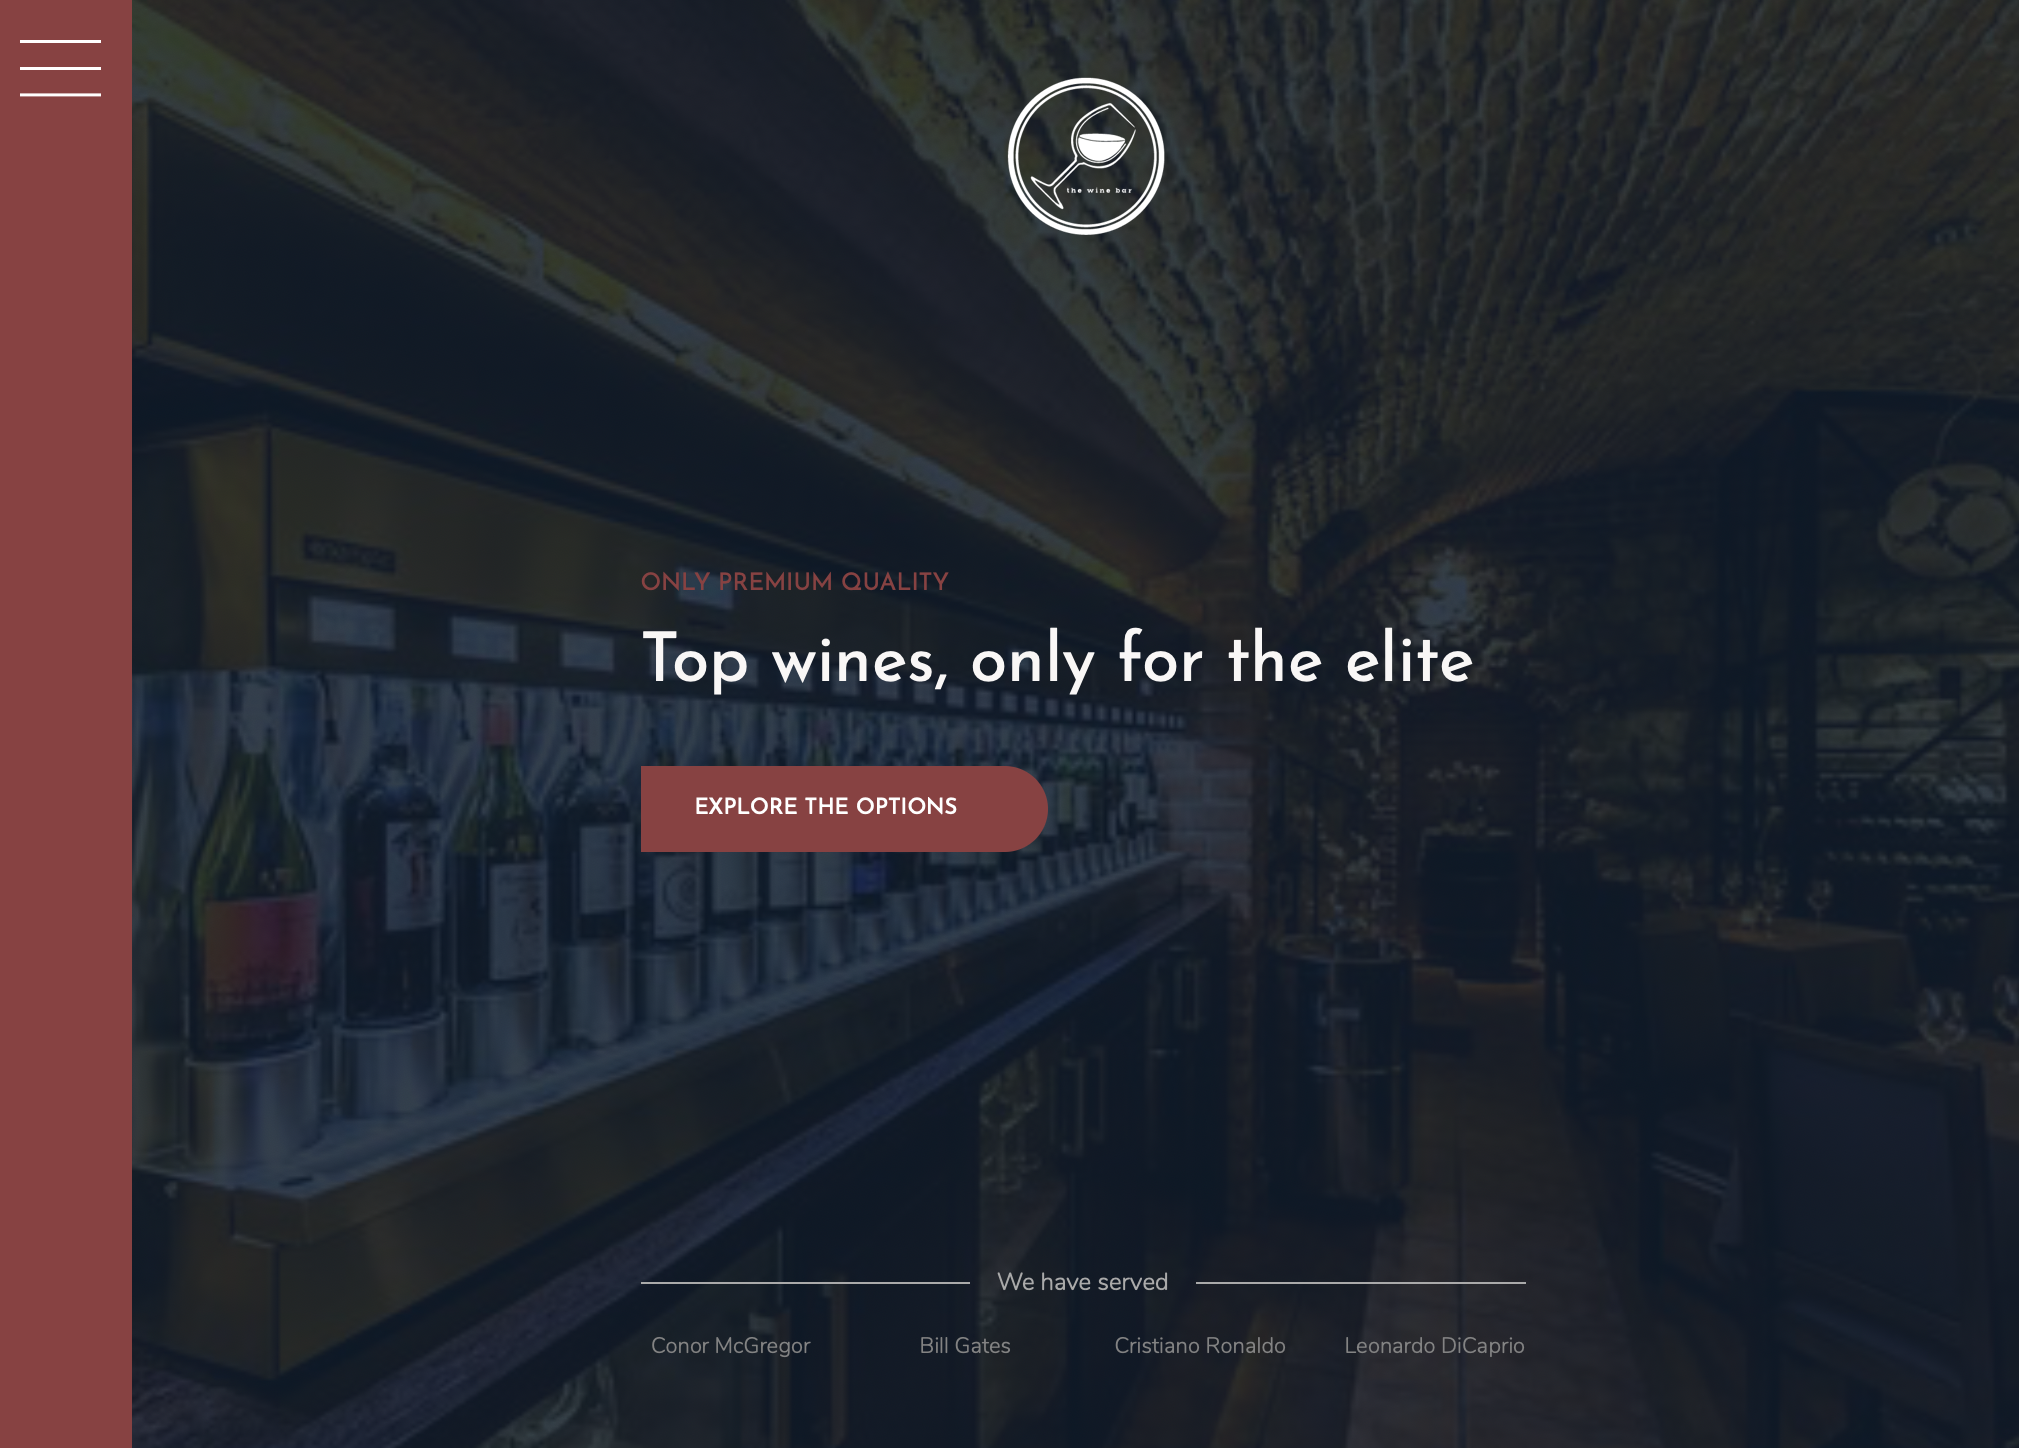 the wine bar
ONLY PREMIUM QUALITY
Top wines, only for the elite
EXPLORE THE OPTIONS
We have served
Conor McGregor Bill Gates Cristiano Ronaldo Leonardo DiCaprio